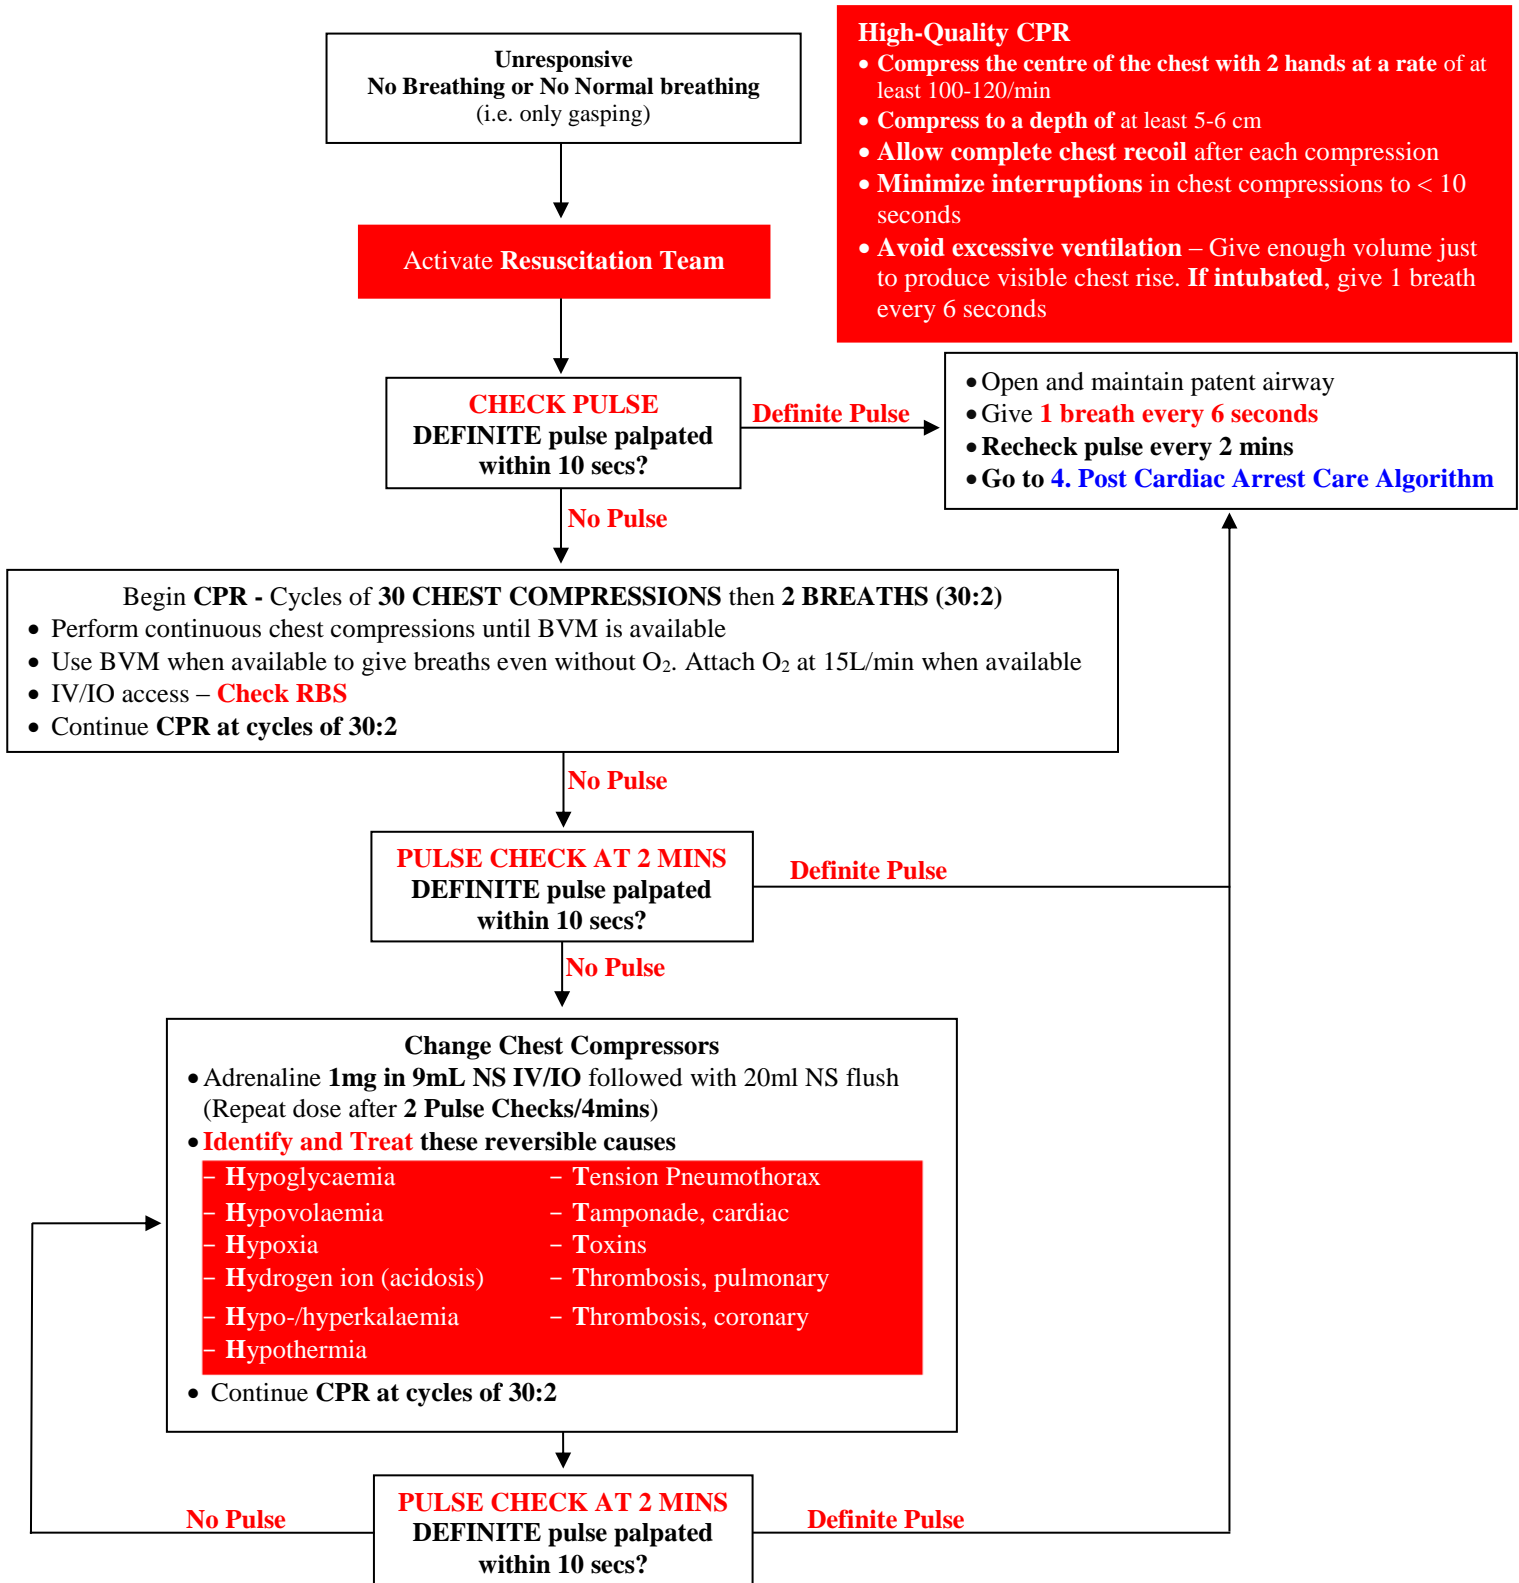 Unresponsive
No Breathing or No Normal breathing
(i.e. only gasping)
High-Quality CPR
• Compress the centre of the chest with 2 hands at a rate of at
least 100-120/min
• Compress to a depth of at least 5-6 cm
• Allow complete chest recoil after each compression
• Minimize interruptions in chest compressions to < 10
seconds
• Avoid excessive ventilation – Give enough volume just
to produce visible chest rise. If intubated, give 1 breath
every 6 seconds
Activate Resuscitation Team
CHECK PULSE
DEFINITE pulse palpated
within 10 secs?
Definite Pulse
• Open and maintain patent airway
• Give 1 breath every 6 seconds
• Recheck pulse every 2 mins
• Go to 4. Post Cardiac Arrest Care Algorithm
No Pulse
Begin CPR - Cycles of 30 CHEST COMPRESSIONS then 2 BREATHS (30:2)
• Perform continuous chest compressions until BVM is available
• Use BVM when available to give breaths even without O₂. Attach O₂ at 15L/min when available
• IV/IO access – Check RBS
• Continue CPR at cycles of 30:2
No Pulse
PULSE CHECK AT 2 MINS
DEFINITE pulse palpated
within 10 secs?
Definite Pulse
No Pulse
Change Chest Compressors
• Adrenaline 1mg in 9mL NS IV/IO followed with 20ml NS flush
(Repeat dose after 2 Pulse Checks/4mins)
• Identify and Treat these reversible causes
− Hypoglycaemia − Tension Pneumothorax
− Hypovolaemia − Tamponade, cardiac
− Hypoxia − Toxins
− Hydrogen ion (acidosis) − Thrombosis, pulmonary
− Hypo-/hyperkalaemia − Thrombosis, coronary
− Hypothermia
• Continue CPR at cycles of 30:2
No Pulse
PULSE CHECK AT 2 MINS
DEFINITE pulse palpated
within 10 secs?
Definite Pulse